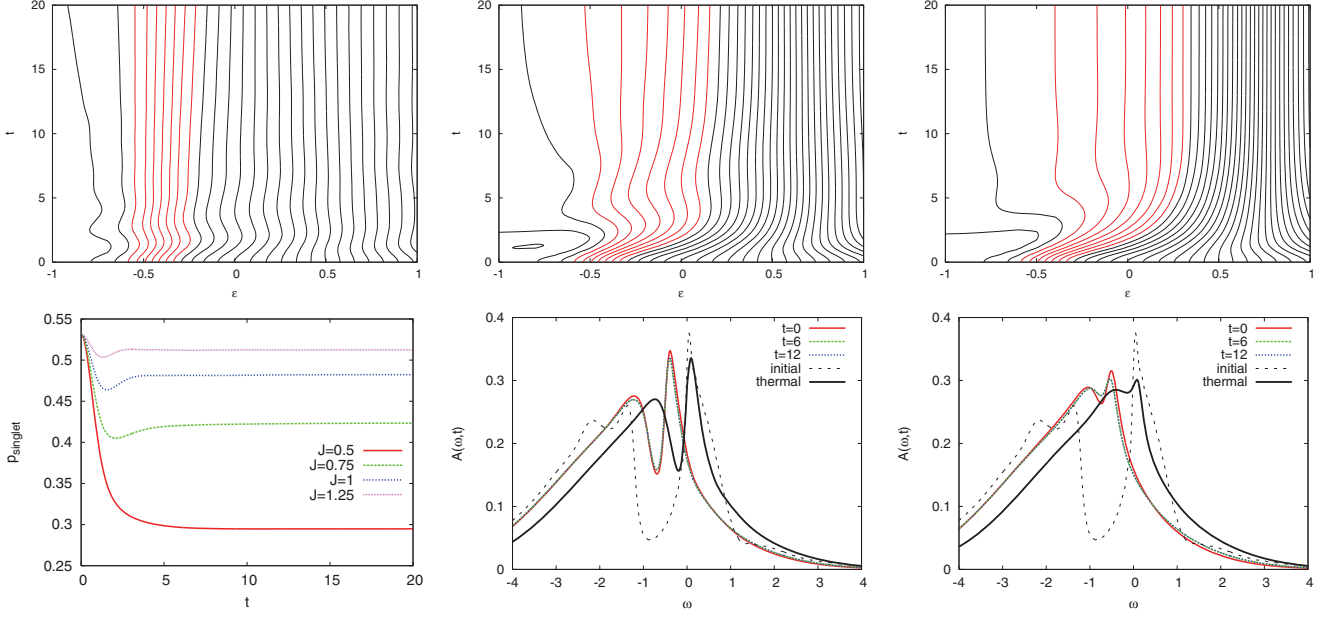 20
15
10
5
0
t
-1 -0.5 0 0.5 1
ε
20
15
10
5
0
t
-1 -0.5 0 0.5 1
ε
20
15
10
5
0
t
-1 -0.5 0 0.5 1
ε
0.55
0.5
0.45
0.4
0.35
0.3
0.25
p_singlet
J=0.5
J=0.75
J=1
J=1.25
0 5 10 15 20
t
0.4
0.3
0.2
0.1
0
A(ω,t)
t=0
t=6
t=12
initial
thermal
-4 -3 -2 -1 0 1 2 3 4
ω
0.4
0.3
0.2
0.1
0
A(ω,t)
t=0
t=6
t=12
initial
thermal
-4 -3 -2 -1 0 1 2 3 4
ω